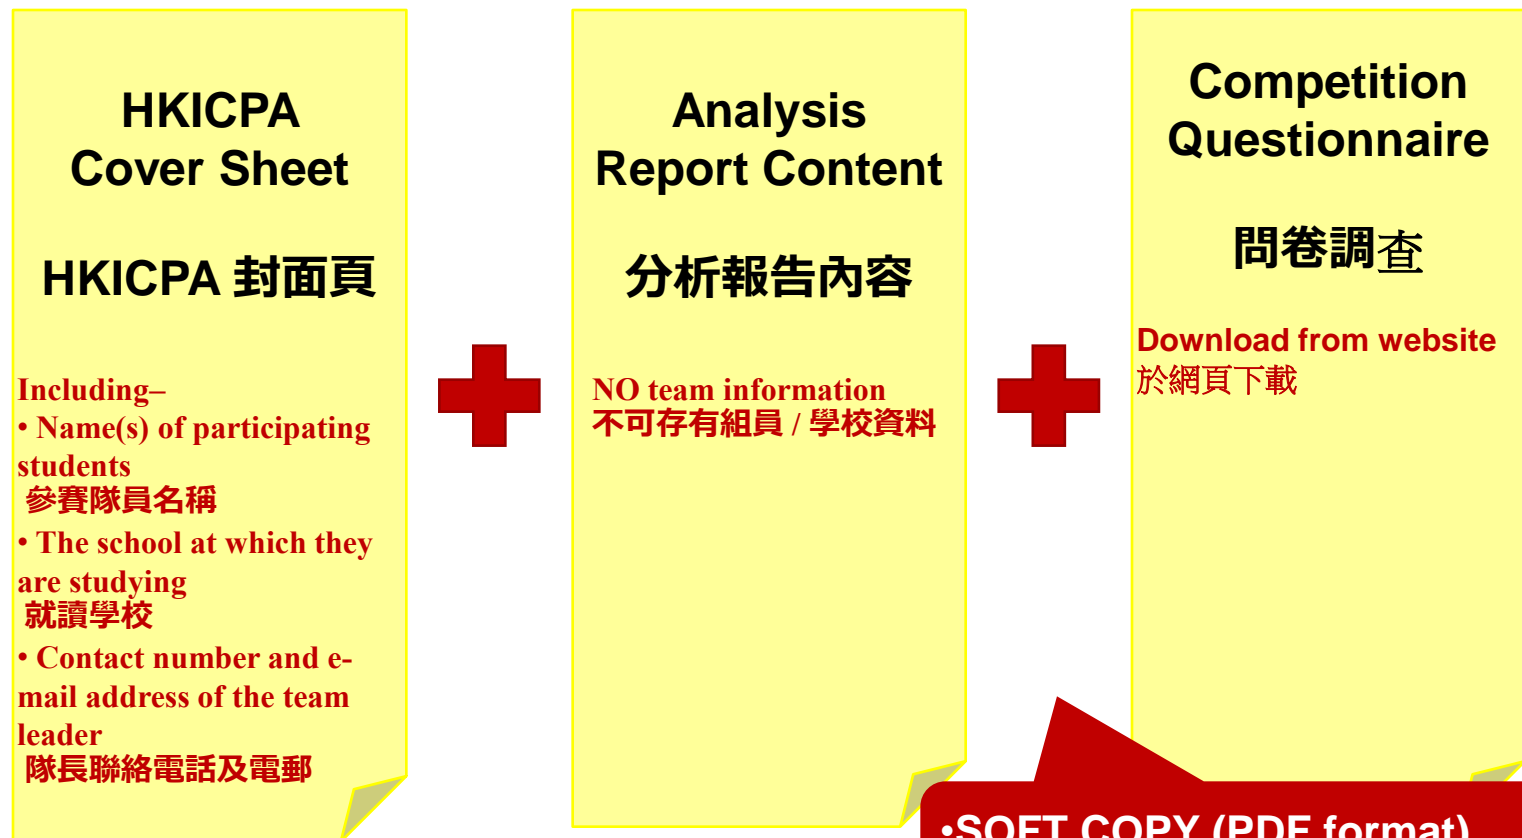 HKICPA
Cover Sheet
HKICPA 封面頁
Including–
• Name(s) of participating
students
參賽隊員名稱
• The school at which they
are studying
就讀學校
• Contact number and e-
mail address of the team
leader
隊長聯絡電話及電郵
Analysis
Report Content
分析報告內容
NO team information
不可存有組員 / 學校資料
Competition
Questionnaire
問卷調查
Download from website
於網頁下載
•SOFT COPY (PDF format)